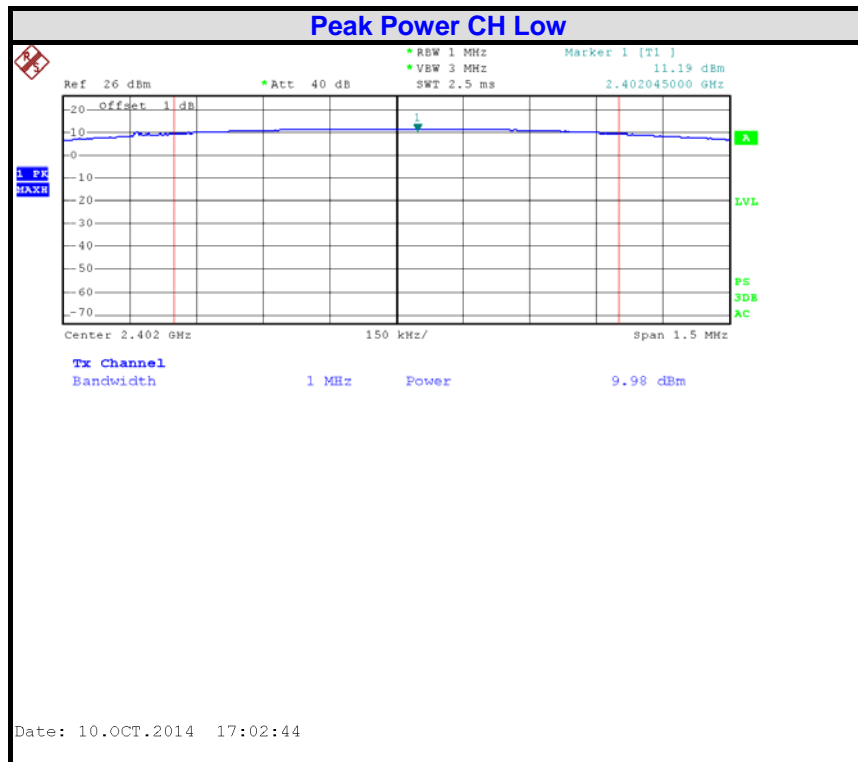 Peak Power CH Low
R S
* RBW 1 MHz Marker 1 [T1 ]
* VBW 3 MHz 11.19 dBm
Ref 26 dBm * Att 40 dB SWT 2.5 ms 2.402045000 GHz
20 Offset 1 dB
1
10
A
0
1 PK
-10
MAXH
-20
LVL
-30
-40
-50
PS
-60
3DB
-70
AC
Center 2.402 GHz 150 kHz/ Span 1.5 MHz
Tx Channel
Bandwidth 1 MHz Power 9.98 dBm
Date: 10.OCT.2014 17:02:44